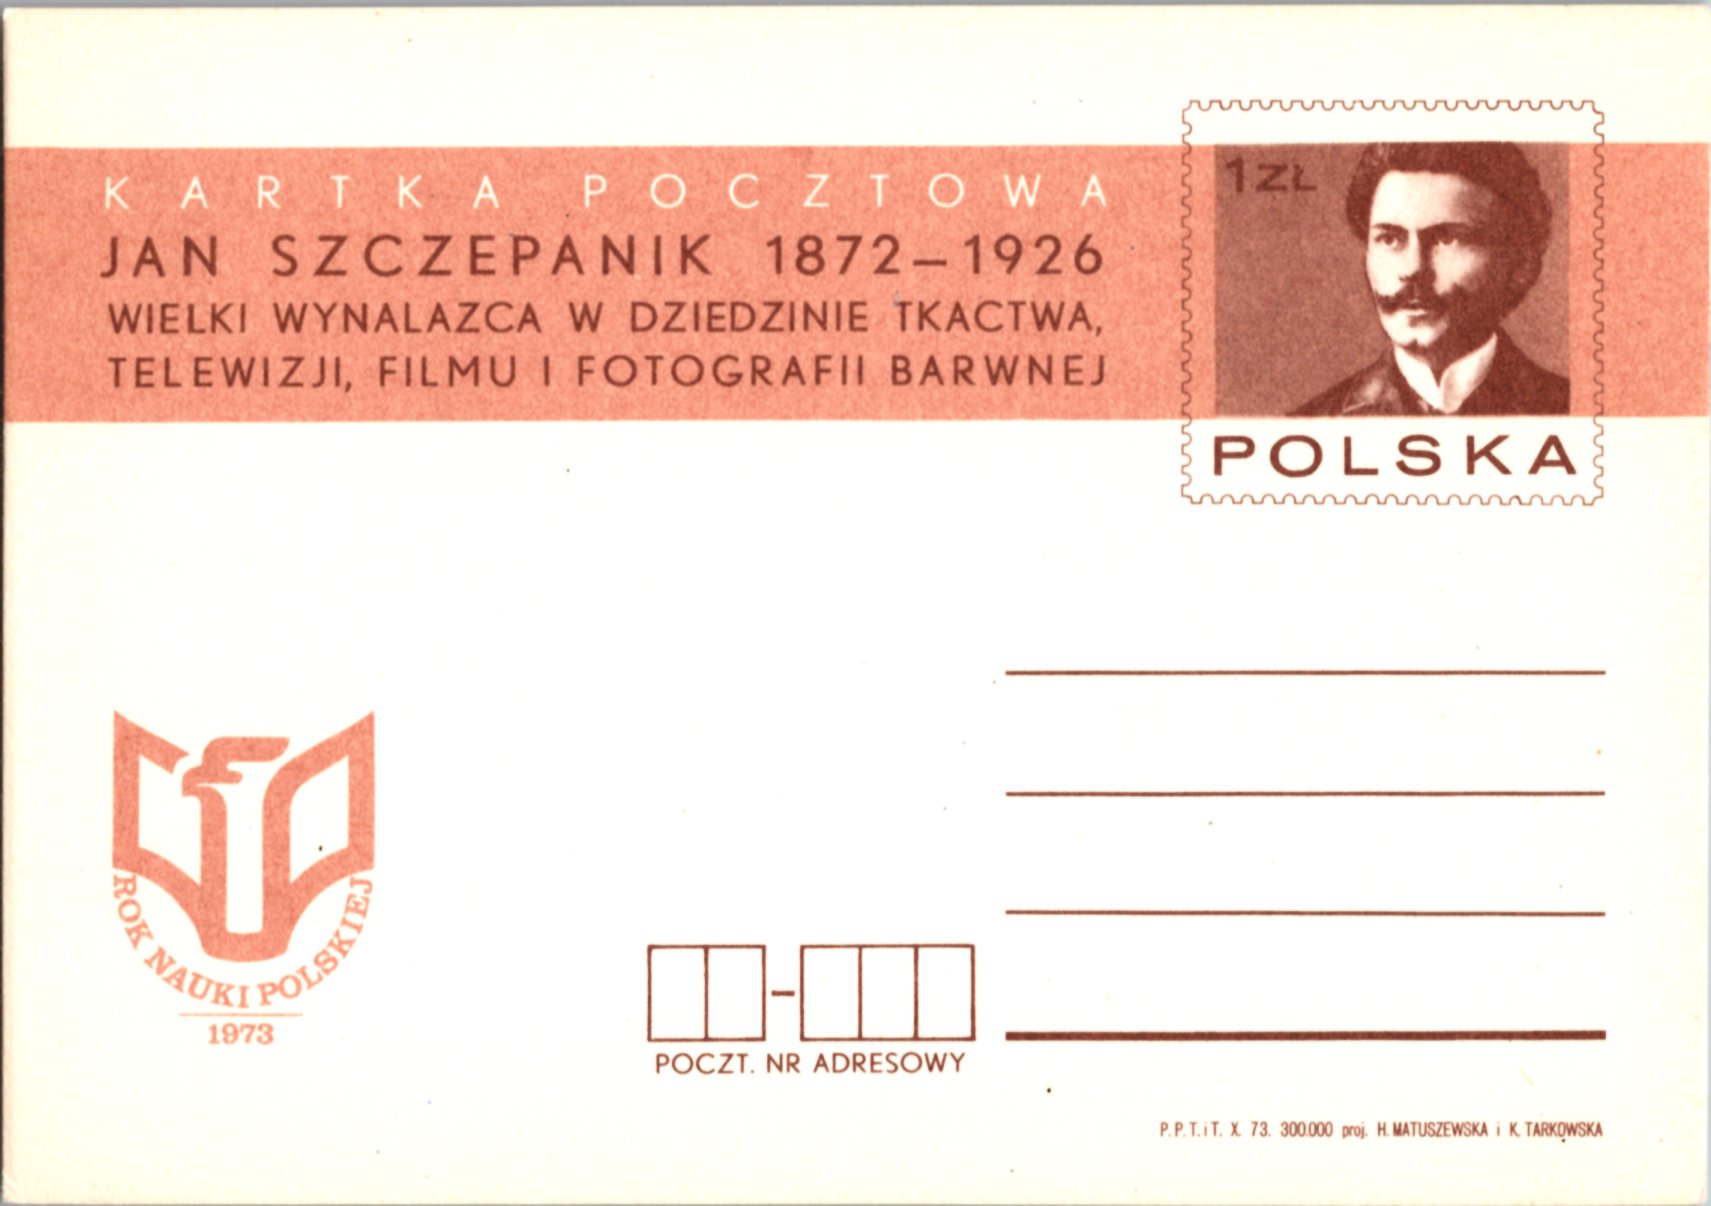 KARTKA POCZTOWA
JAN SZCZEPANIK 1872–1926
WIELKI WYNALAZCA W DZIEDZINIE TKACTWA,
TELEWIZJI, FILMU I FOTOGRAFII BARWNEJ
1 ZŁ
POLSKA
ROK NAUKI POLSKIEJ
1973
POCZT. NR ADRESOWY
P.P.T.iT. X. 73. 300.000 proj. H. MATUSZEWSKA i K. TARKOWSKA